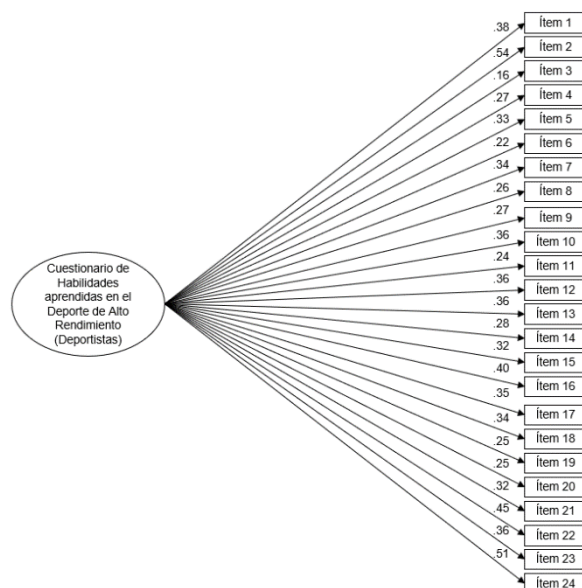 .38
Ítem 1
.54
Ítem 2
.16
Ítem 3
.27
Ítem 4
.33
Ítem 5
.22
Ítem 6
.34
Ítem 7
.26
Ítem 8
.27
Ítem 9
.36
Ítem 10
.24
Ítem 11
.36
Ítem 12
.36
Ítem 13
.28
Ítem 14
.32
Ítem 15
.40
Ítem 16
.35
Ítem 17
.34
Ítem 18
.25
Ítem 19
.25
Ítem 20
.32
Ítem 21
.45
Ítem 22
.36
Ítem 23
.51
Ítem 24
Cuestionario de
Habilidades
aprendidas en el
Deporte de Alto
Rendimiento
(Deportistas)